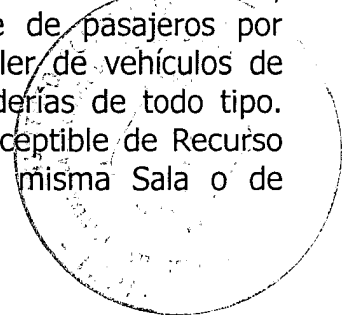 e de pasajeros por
ler de vehículos de
derías de todo tipo.
ceptible de Recurso
misma Sala o de